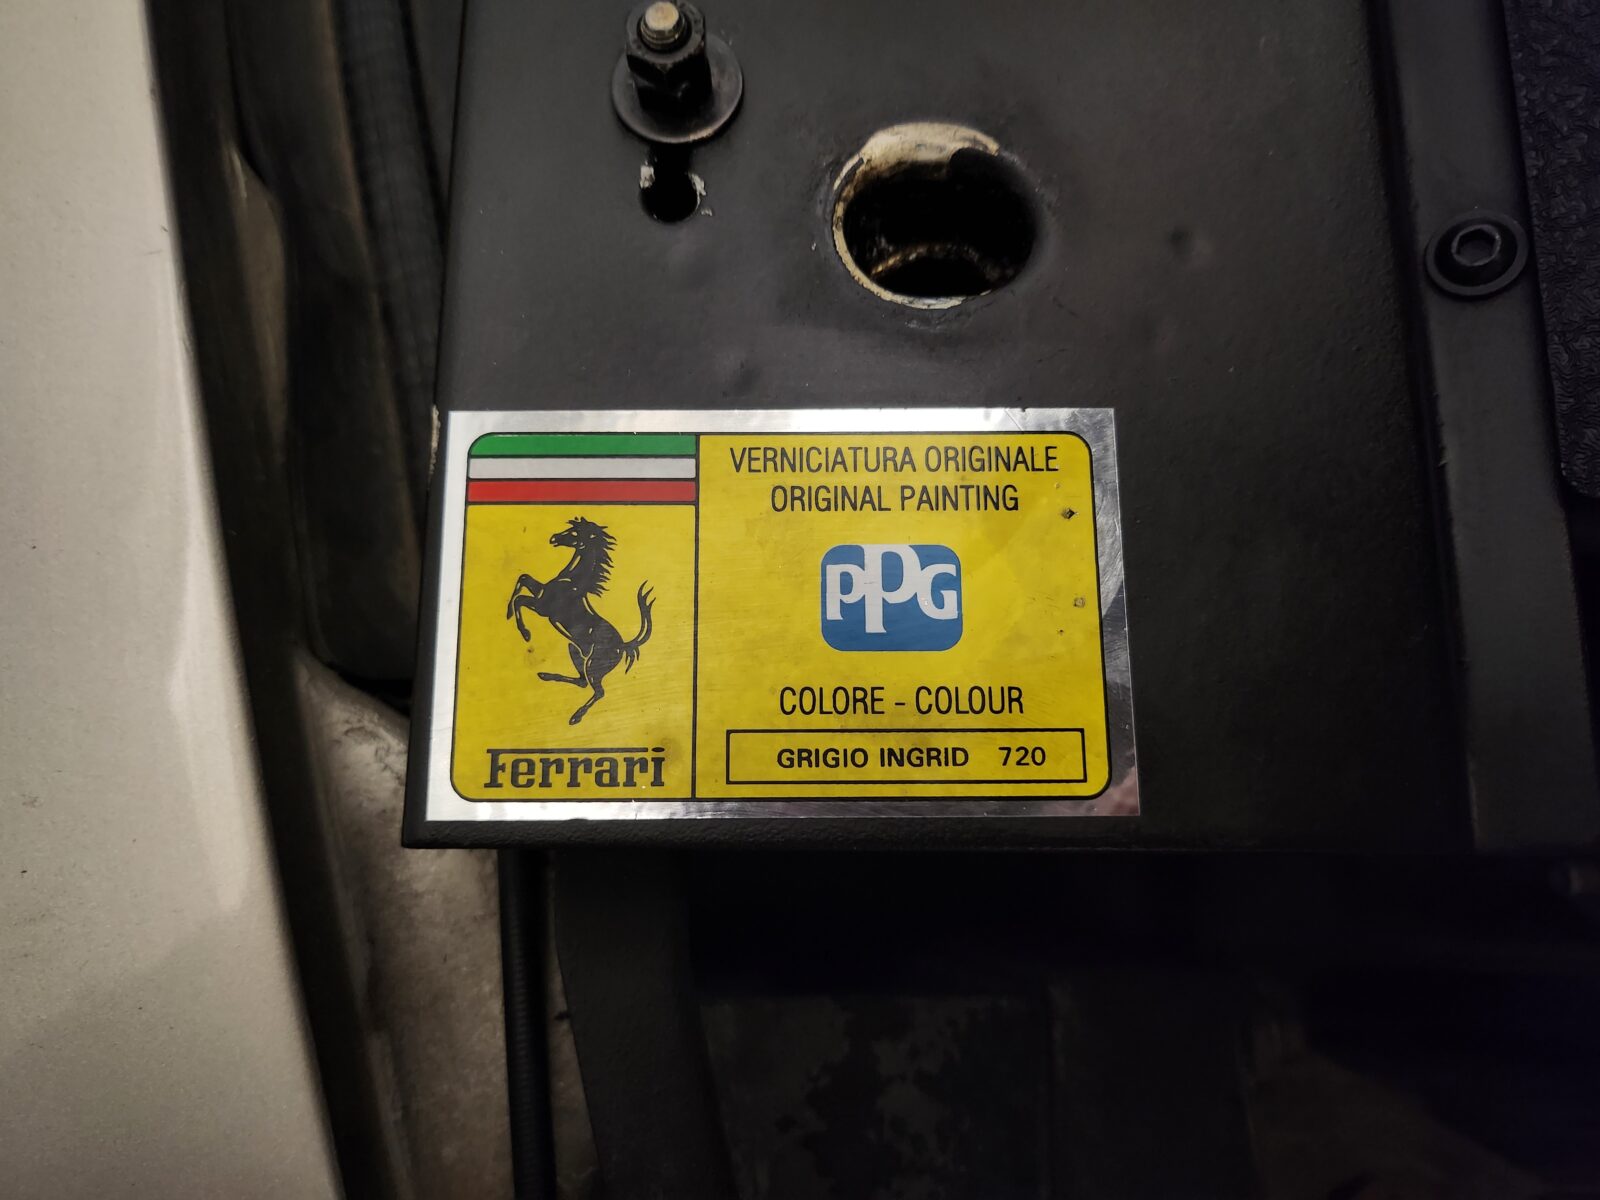 VERNICIATURA ORIGINALE
ORIGINAL PAINTING
PPG
COLORE - COLOUR
GRIGIO INGRID 720
Ferrari